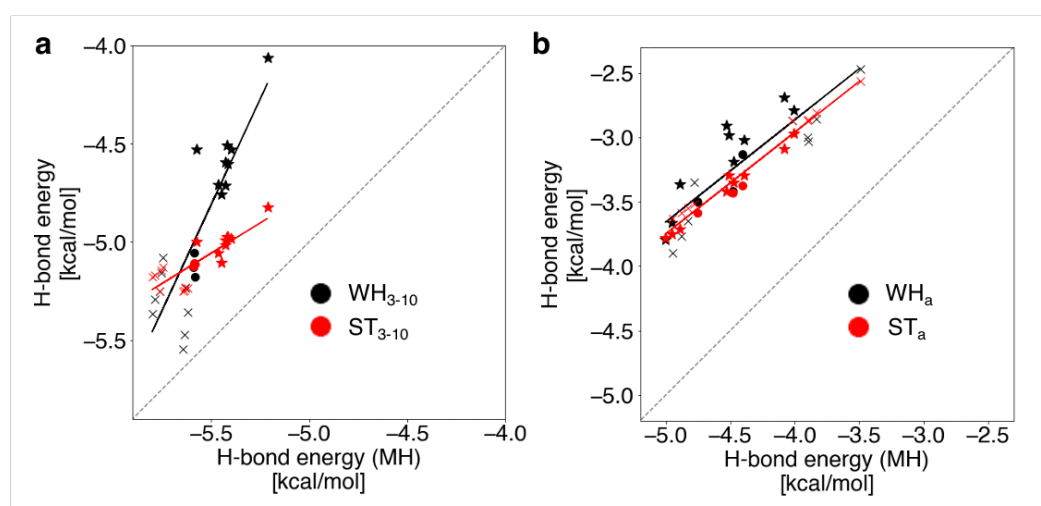 a
−4.0
−4.5
−5.0
−5.5
H-bond energy
[kcal/mol]
WH3-10
ST3-10
−5.5
−5.0
−4.5
−4.0
H-bond energy (MH)
[kcal/mol]
b
−2.5
−3.0
−3.5
−4.0
−4.5
−5.0
H-bond energy
[kcal/mol]
WHa
STa
−5.0
−4.5
−4.0
−3.5
−3.0
−2.5
H-bond energy (MH)
[kcal/mol]